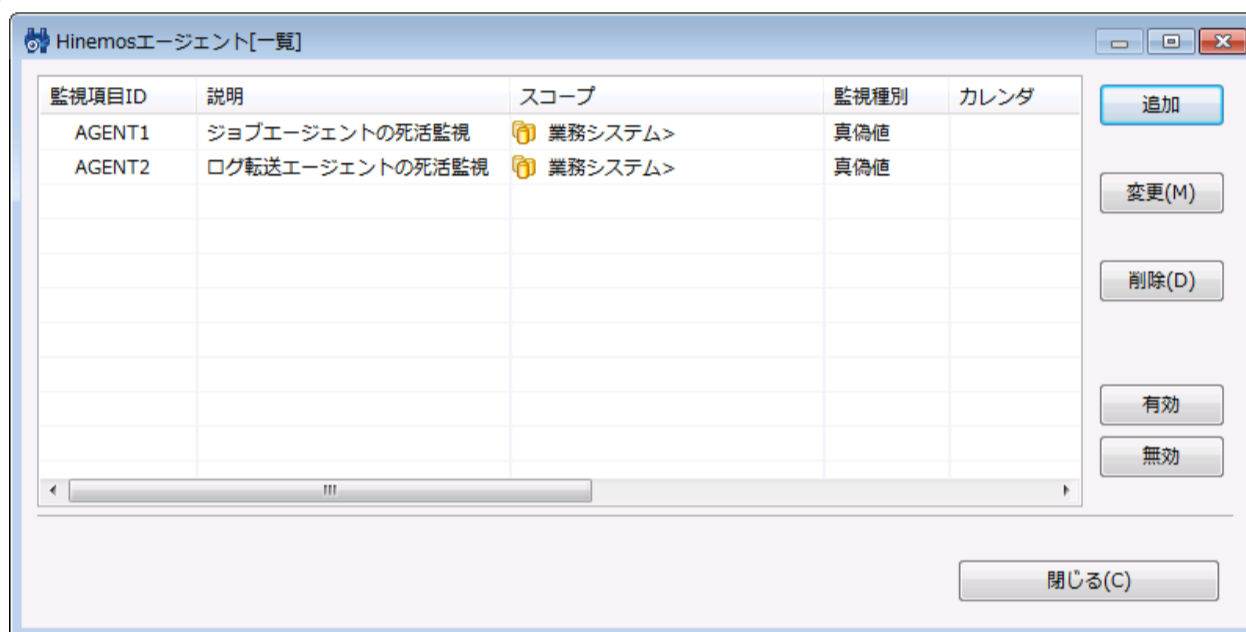 Hinemosエージェント[一覧]
監視項目ID 説明 スコープ 監視種別 カレンダ
AGENT1 ジョブエージェントの死活監視 業務システム> 真偽値
AGENT2 ログ転送エージェントの死活監視 業務システム> 真偽値
追加
変更(M)
削除(D)
有効
無効
閉じる(C)